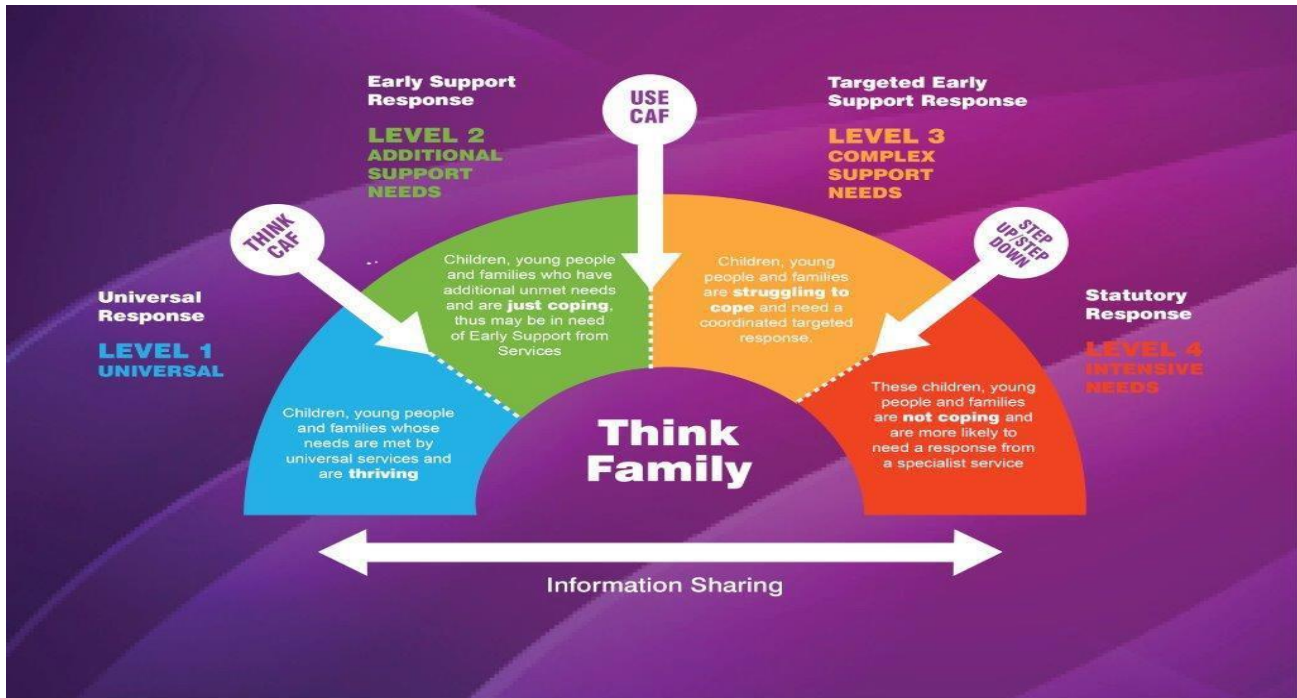 Universal
Response
LEVEL 1
UNIVERSAL
Children, young people
and families whose
needs are met by
universal services and
are thriving
THINK
CAF
Early Support
Response
LEVEL 2
ADDITIONAL
SUPPORT
NEEDS
Children, young people
and families who have
additional unmet needs
and are just coping,
thus may be in need
of Early Support from
Services
USE
CAF
Targeted Early
Support Response
LEVEL 3
COMPLEX
SUPPORT
NEEDS
Children, young
people and families
are struggling to
cope and need a
coordinated targeted
response.
STEP
UP/STEP
DOWN
Statutory
Response
LEVEL 4
INTENSIVE
NEEDS
These children, young
people and families
are not coping and
are more likely to
need a response from
a specialist service
Think
Family
Information Sharing